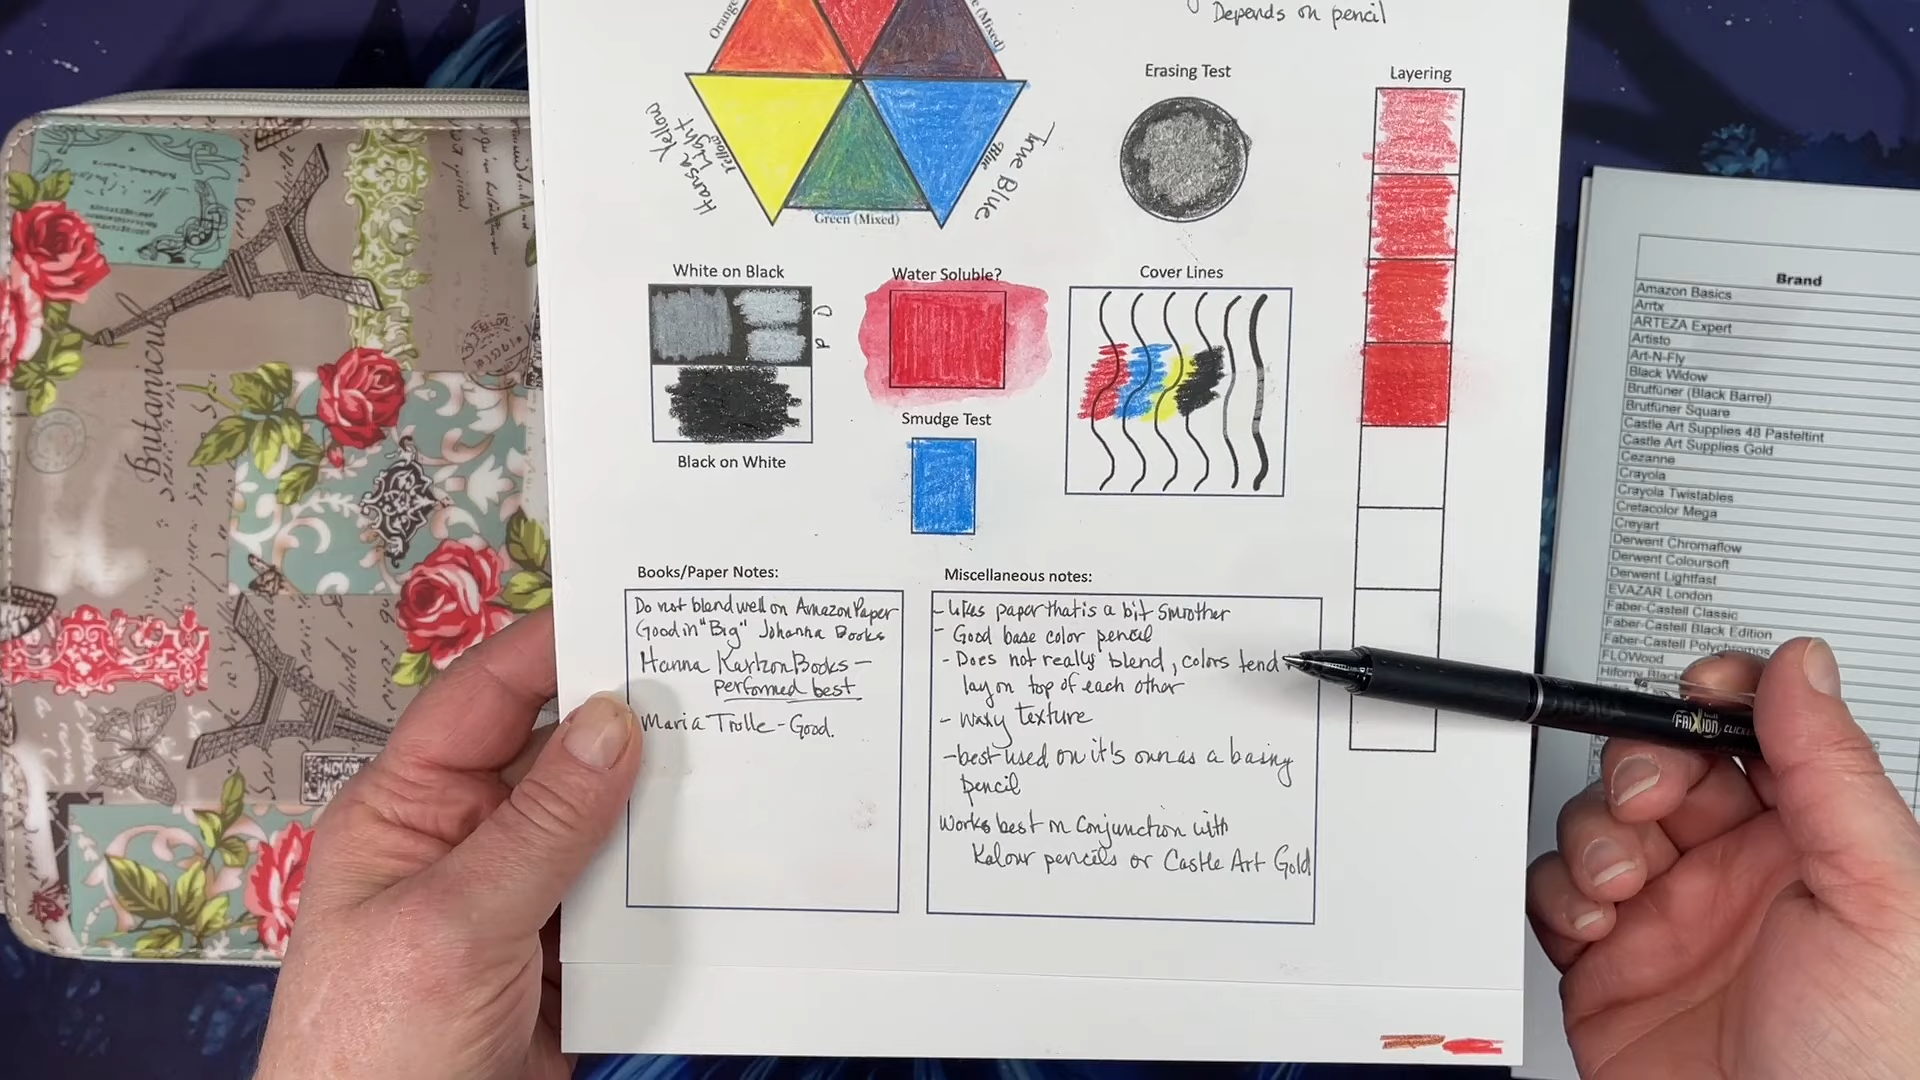 Depends on pencil
Orange
(Mixed)
Erasing Test
Layering
Hansa Yellow
Light
Yellow
True Blue
Blue
Green (Mixed)
White on Black
Water Soluble?
Cover Lines
Smudge Test
Black on White
Books/Paper Notes:
Do not blend well on Amazon Paper
Good in "Big" Johanna Books
Hanna Karlzon Books –
performed best
Maria Trolle - Good.
Miscellaneous notes:
- Likes paper that is a bit smoother
- Good base color pencil
- Does not really blend, colors tend
lay on top of each other
- waxy texture
- best used on it's own as a basing
pencil
works best in conjunction with
Kalour pencils or Castle Art Gold
Brand
Amazon Basics
Arrtx
ARTEZA Expert
Artisto
Art-N-Fly
Black Widow
Brutfuner (Black Barrel)
Brutfuner Square
Castle Art Supplies 48 Pasteltint
Castle Art Supplies Gold
Cezanne
Crayola
Crayola Twistables
Cretacolor Mega
Creyart
Derwent Chromaflow
Derwent Coloursoft
Derwent Lightfast
EVAZAR London
Faber-Castell Classic
Faber-Castell Black Edition
Faber-Castell Polychromos
FLOWood
FRIXION CLICKER
Botanicul